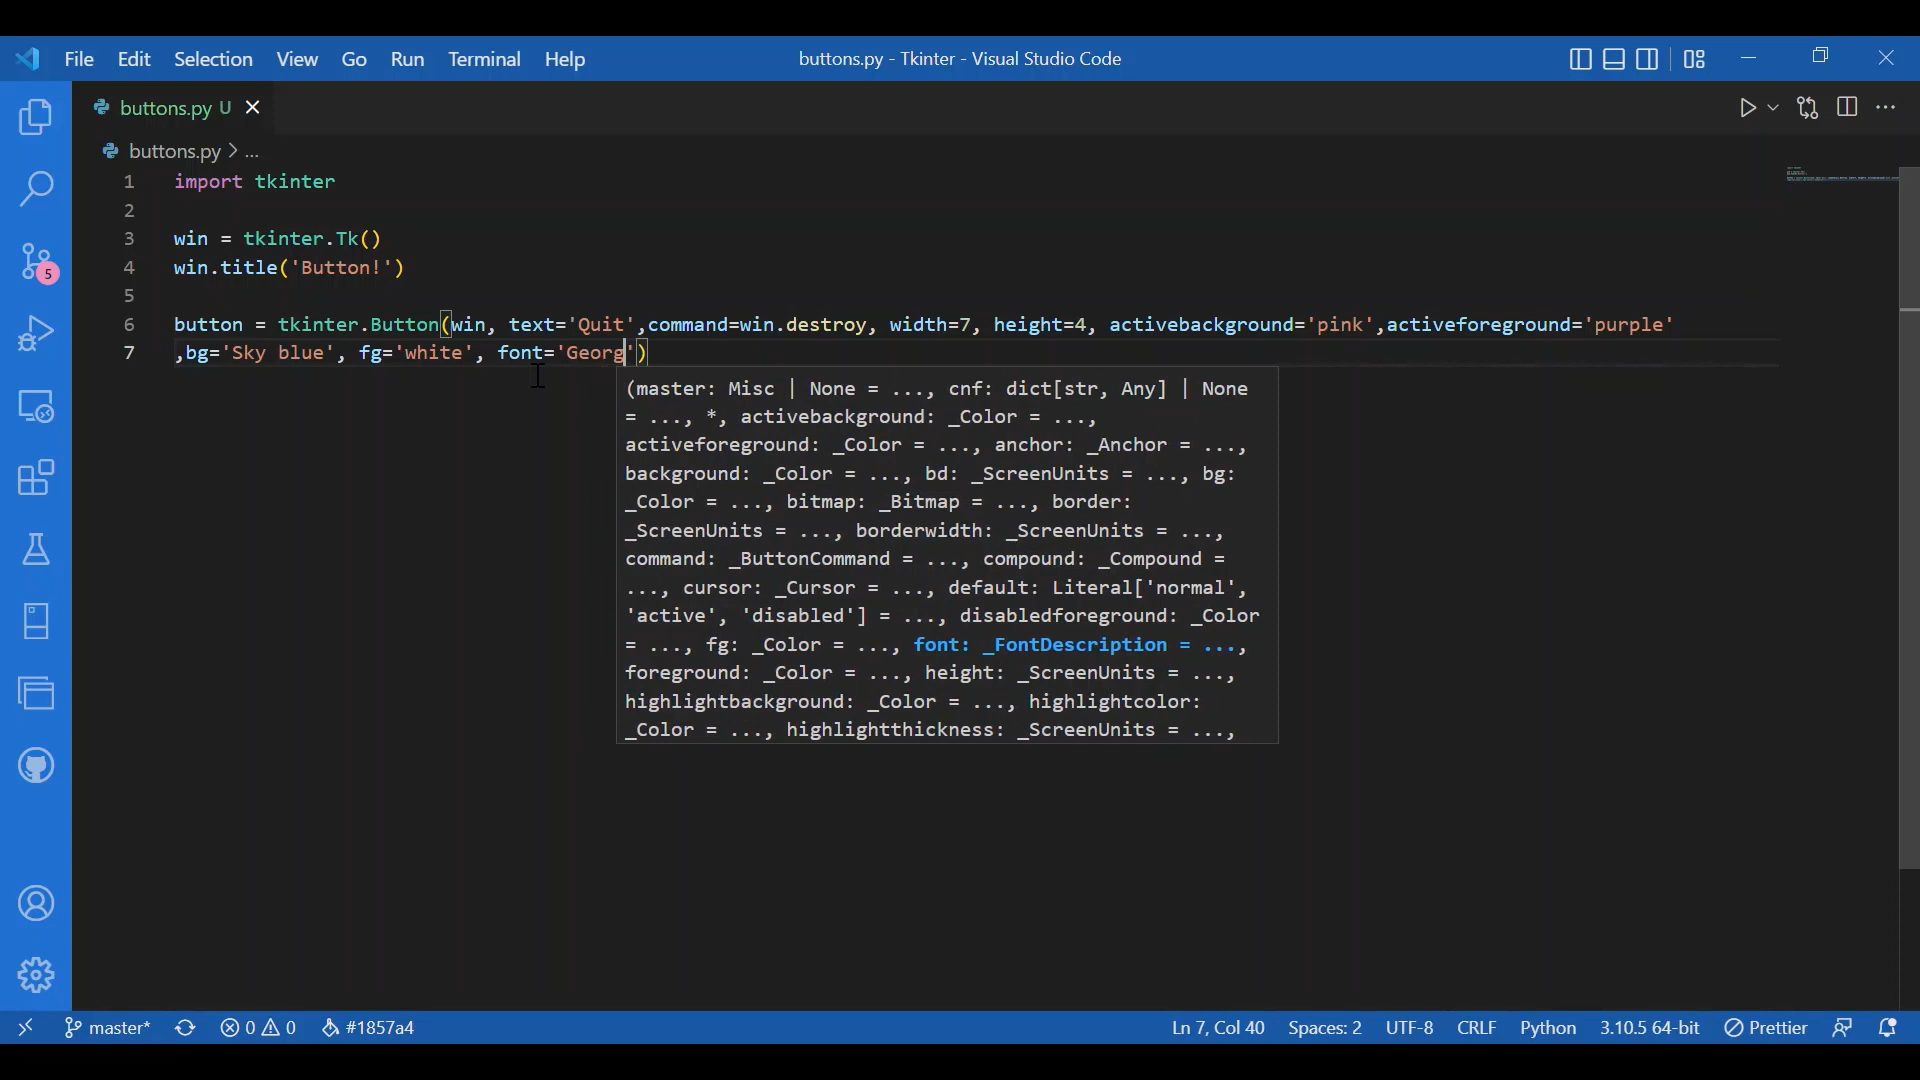 File Edit Selection View Go Run Terminal Help buttons.py - Tkinter - Visual Studio Code
buttons.py U
buttons.py > ...
1 import tkinter
2
3 win = tkinter.Tk()
4 win.title('Button!')
5
6 button = tkinter.Button(win, text='Quit',command=win.destroy, width=7, height=4, activebackground='pink',activeforeground='purple'
7 ,bg='Sky blue', fg='white', font='Georg')
(master: Misc | None = ..., cnf: dict[str, Any] | None
= ..., *, activebackground: _Color = ...,
activeforeground: _Color = ..., anchor: _Anchor = ...,
background: _Color = ..., bd: _ScreenUnits = ..., bg:
_Color = ..., bitmap: _Bitmap = ..., border:
_ScreenUnits = ..., borderwidth: _ScreenUnits = ...,
command: _ButtonCommand = ..., compound: _Compound =
..., cursor: _Cursor = ..., default: Literal['normal',
'active', 'disabled'] = ..., disabledforeground: _Color
= ..., fg: _Color = ..., font: _FontDescription = ...,
foreground: _Color = ..., height: _ScreenUnits = ...,
highlightbackground: _Color = ..., highlightcolor:
_Color = ..., highlightthickness: _ScreenUnits = ...,
5
master* 0 0 #1857a4 Ln 7, Col 40 Spaces: 2 UTF-8 CRLF Python 3.10.5 64-bit Prettier